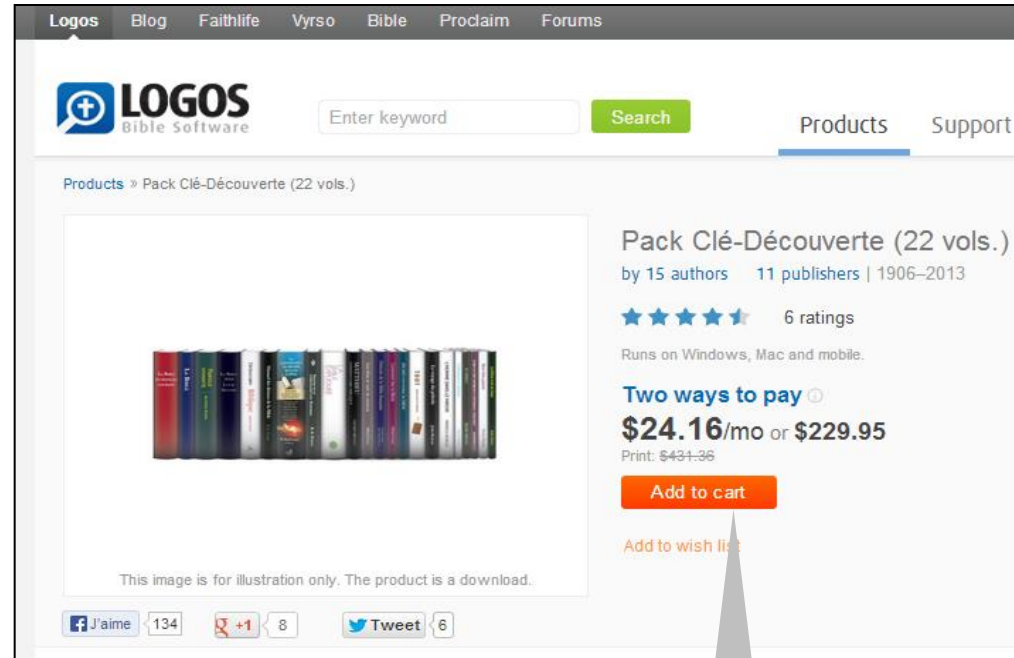 Logos Blog Faithlife Vyrso Bible Proclaim Forums
LOGOS
Bible Software
Enter keyword
Search
Products Support
Products » Pack Clé-Découverte (22 vols.)
Pack Clé-Découverte (22 vols.)
by 15 authors 11 publishers | 1906–2013
6 ratings
Runs on Windows, Mac and mobile.
Two ways to pay
$24.16/mo or $229.95
Print: $431.36
Add to cart
Add to wish list
This image is for illustration only. The product is a download.
J'aime 134
+1 8
Tweet 6